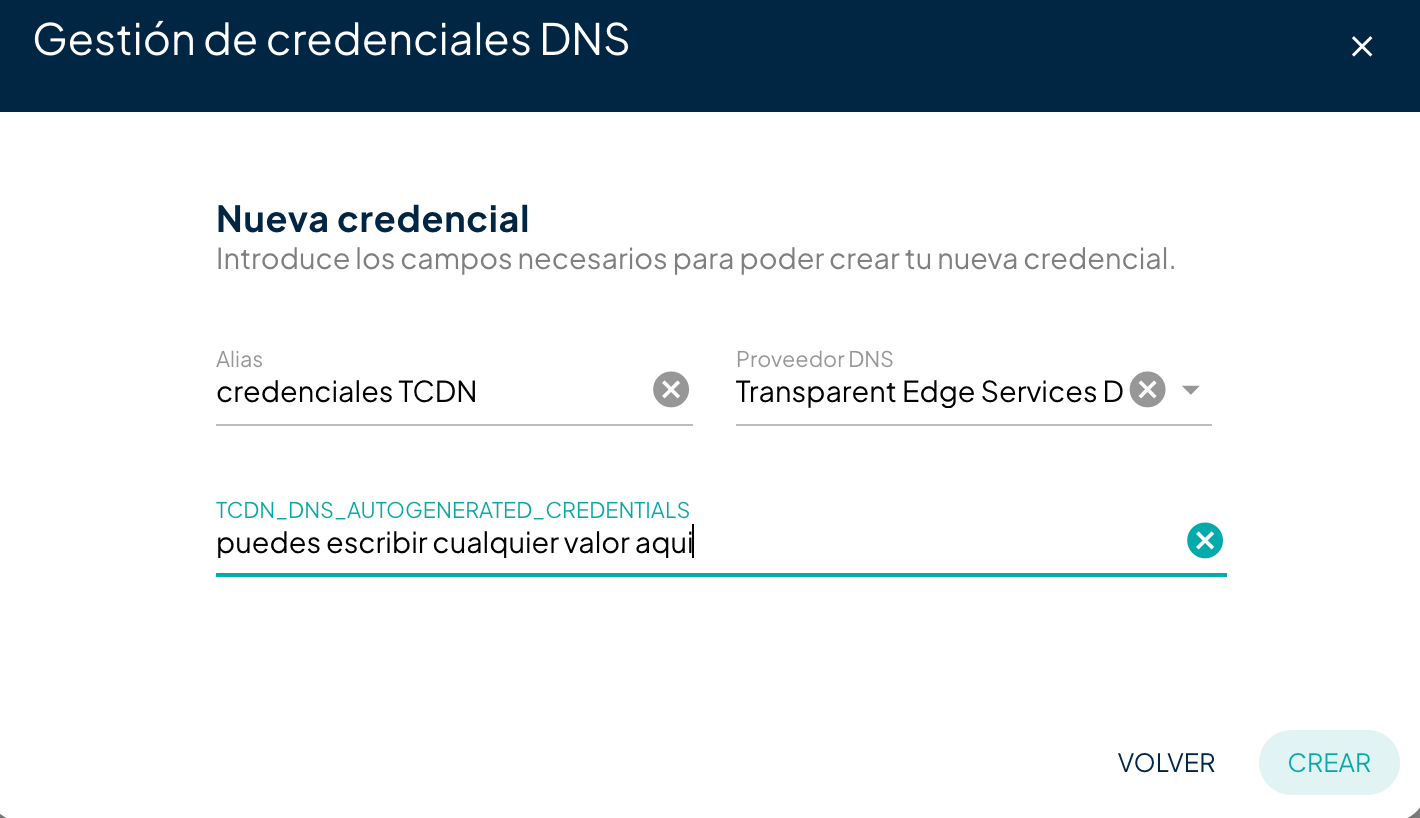 Gestión de credenciales DNS
Nueva credencial
Introduce los campos necesarios para poder crear tu nueva credencial.
Alias
credenciales TCDN
Proveedor DNS
Transparent Edge Services D
TCDN_DNS_AUTOGENERATED_CREDENTIALS
puedes escribir cualquier valor aqui
VOLVER
CREAR